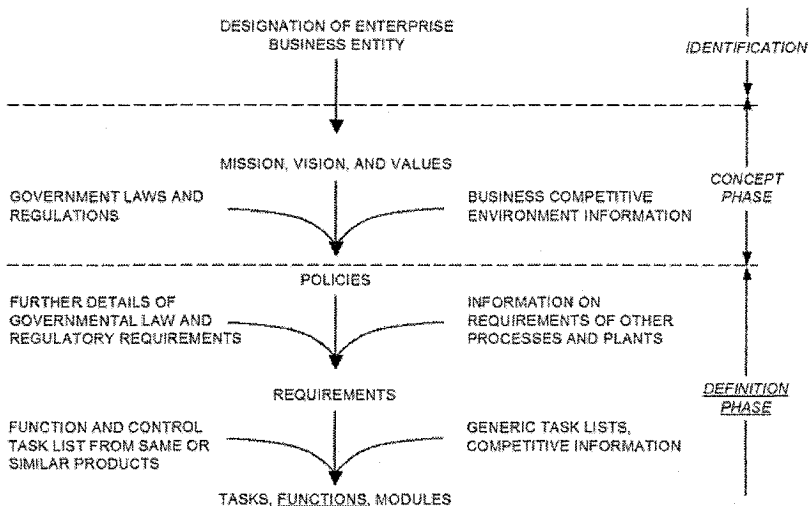 DESIGNATION OF ENTERPRISE
BUSINESS ENTITY
IDENTIFICATION
MISSION, VISION, AND VALUES
GOVERNMENT LAWS AND
REGULATIONS
BUSINESS COMPETITIVE
ENVIRONMENT INFORMATION
CONCEPT
PHASE
POLICIES
FURTHER DETAILS OF
GOVERNMENTAL LAW AND
REGULATORY REQUIREMENTS
INFORMATION ON
REQUIREMENTS OF OTHER
PROCESSES AND PLANTS
REQUIREMENTS
DEFINITION
PHASE
FUNCTION AND CONTROL
TASK LIST FROM SAME OR
SIMILAR PRODUCTS
GENERIC TASK LISTS,
COMPETITIVE INFORMATION
TASKS, FUNCTIONS, MODULES